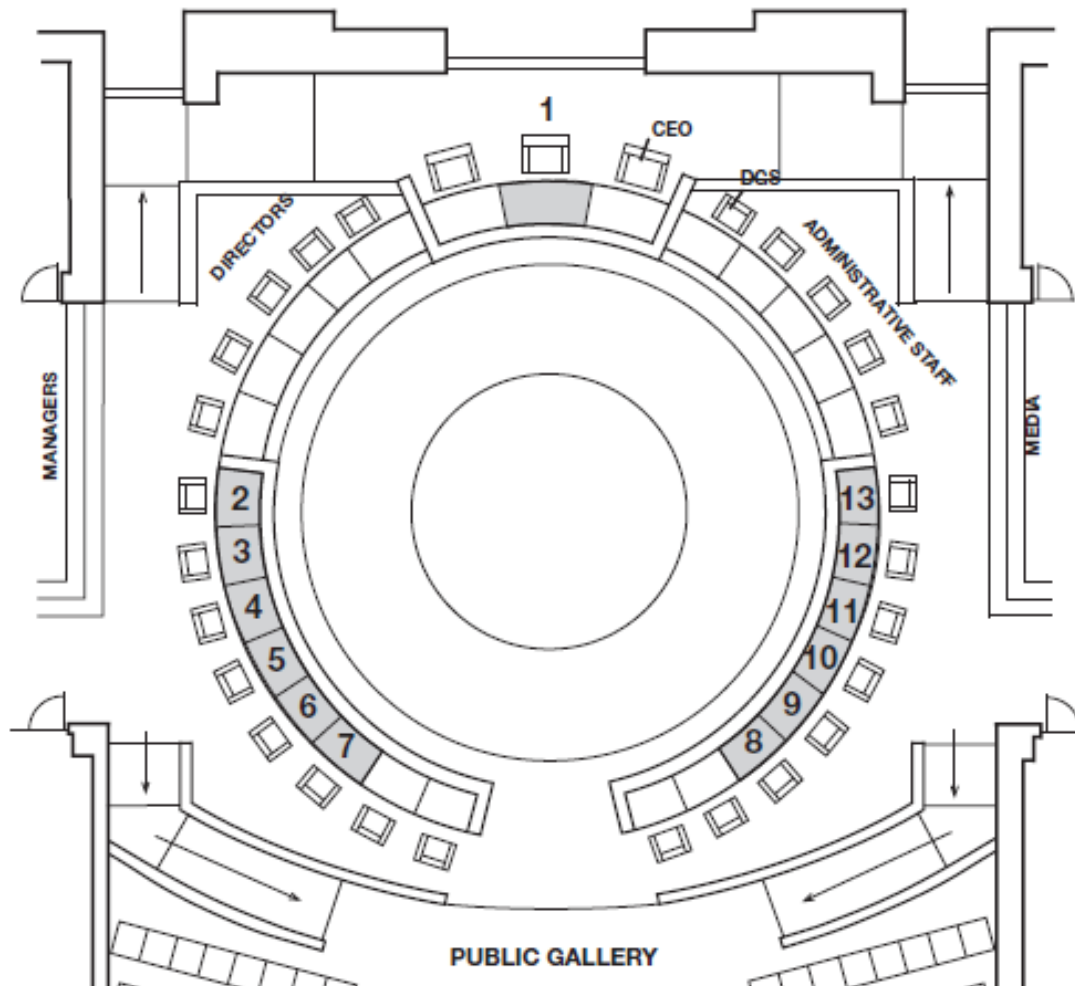 1
CEO
DGS
DIRECTORS
ADMINISTRATIVE STAFF
MANAGERS
MEDIA
2
13
3
12
4
11
5
10
6
9
7
8
PUBLIC GALLERY